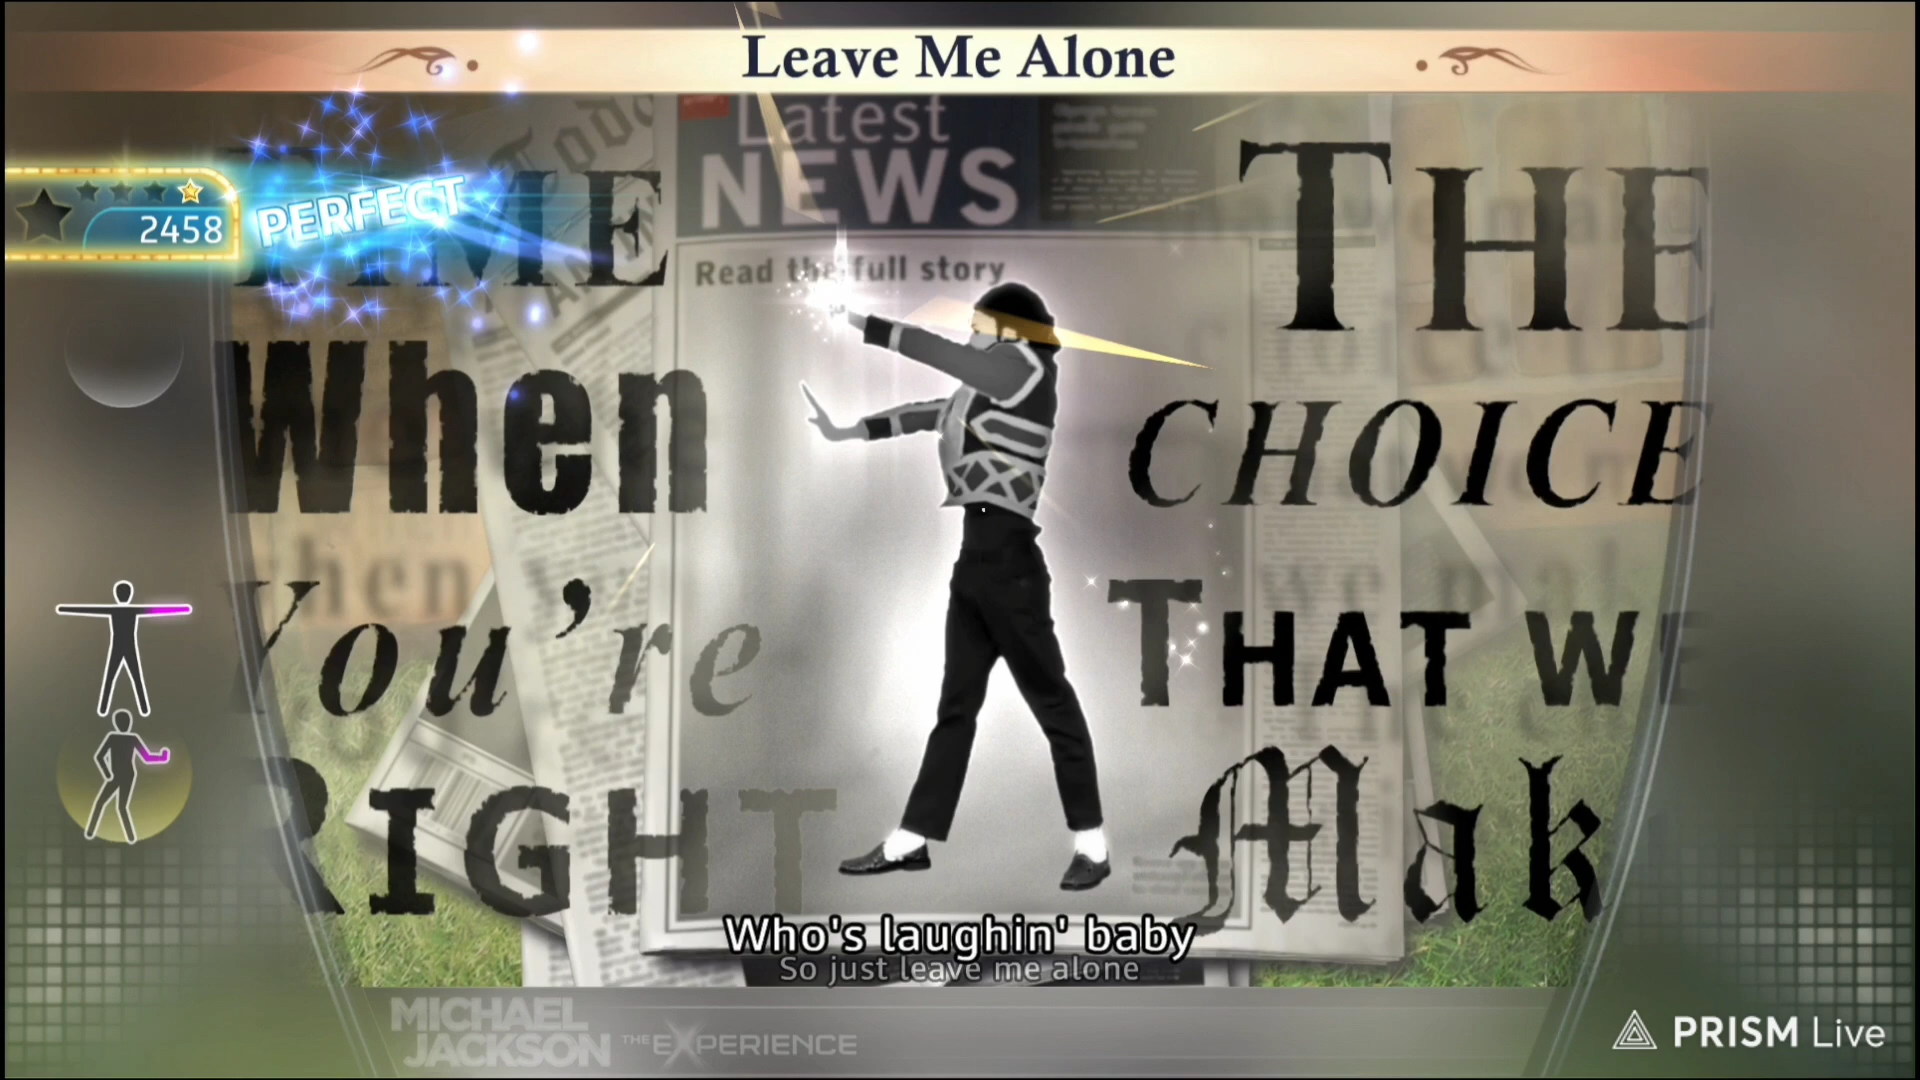 Leave Me Alone
Today
Latest
NEWS
Read the full story
2458
PERFECT
THE
When
CHOICE
You're
THAT WE
RIGHT
Mak
Who's laughin' baby
So just leave me alone
MICHAEL
JACKSON THE EXPERIENCE
PRISM Live